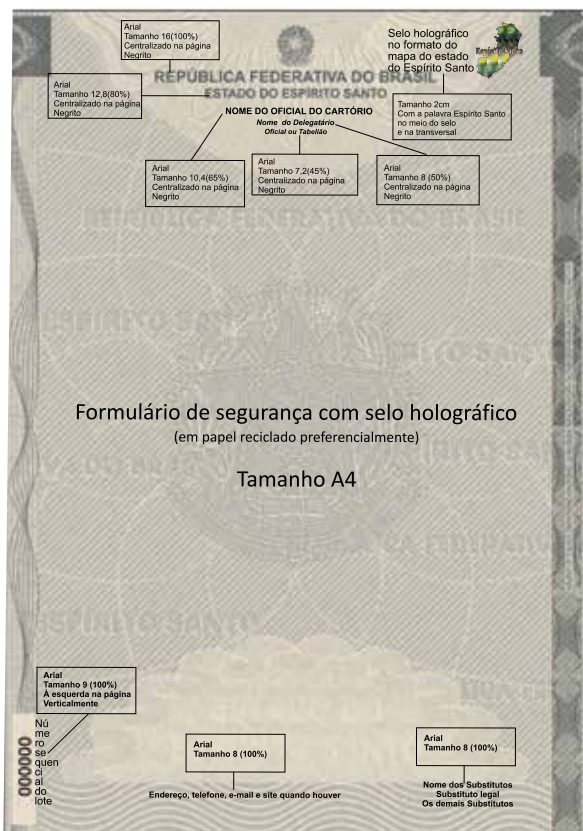 Arial
Tamanho 16(100%)
Centralizado na página
Negrito
Selo holográfico
no formato do
mapa do estado
do Espírito Santo
Espírito Santo
REPÚBLICA FEDERATIVA DO BRASIL
ESTADO DO ESPÍRITO SANTO
Arial
Tamanho 12,8(80%)
Centralizado na página
Negrito
NOME DO OFICIAL DO CARTÓRIO
Nome do Delegatário
Oficial ou Tabelião
Tamanho 2cm
Com a palavra Espírito Santo
no meio do selo
e na transversal
Arial
Tamanho 10,4(65%)
Centralizado na página
Negrito
Arial
Tamanho 7,2(45%)
Centralizado na página
Negrito
Arial
Tamanho 8 (50%)
Centralizado na página
Negrito
ESPÍRITO SANTO
Formulário de segurança com selo holográfico
(em papel reciclado preferencialmente)
Tamanho A4
ESPÍRITO SANTO
Arial
Tamanho 9 (100%)
À esquerda na página
Verticalmente
000000
Nú
me
ro
se
quen
ci
al
do
lote
Arial
Tamanho 8 (100%)
Endereço, telefone, e-mail e site quando houver
Arial
Tamanho 8 (100%)
Nome dos Substitutos
Substituto legal
Os demais Substitutos